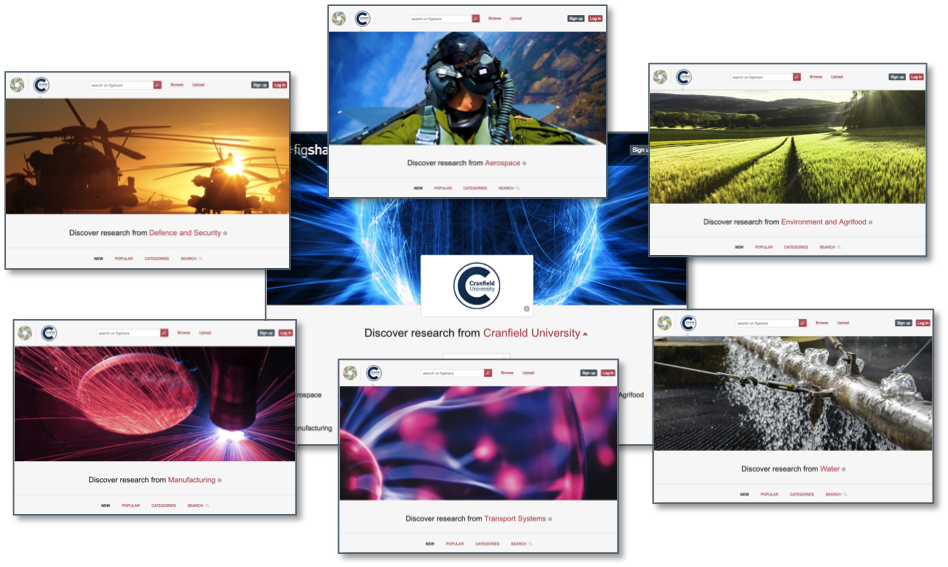 search on figshare
Browse
Upload
Sign up
Log in
Discover research from Aerospace
NEW
POPULAR
CATEGORIES
SEARCH
search on figshare
Browse
Upload
Sign up
Log in
Discover research from Defence and Security
NEW
POPULAR
CATEGORIES
SEARCH
search on figshare
Browse
Upload
Sign up
Log in
Discover research from Environment and Agrifood
NEW
POPULAR
CATEGORIES
SEARCH
figsha
Sign u
Cranfield
University
Discover research from Cranfield University
rospace
Agrifood
nufacturing
search on figshare
Browse
Upload
Sign up
Log in
Discover research from Manufacturing
NEW
POPULAR
CATEGORIES
SEARCH
search on figshare
Browse
Upload
Sign up
Log in
Discover research from Transport Systems
NEW
POPULAR
CATEGORIES
SEARCH
search on figshare
Browse
Upload
Sign up
Log in
Discover research from Water
NEW
POPULAR
CATEGORIES
SEARCH